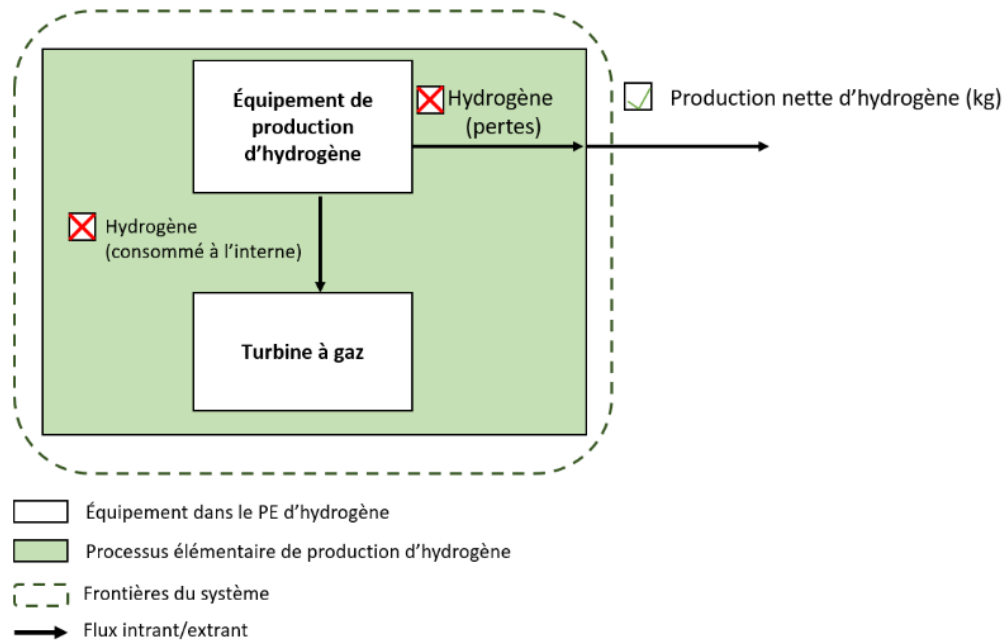 Équipement de
production
d'hydrogène
Hydrogène
(pertes)
Production nette d'hydrogène (kg)
Hydrogène
(consommé à l'interne)
Turbine à gaz
Équipement dans le PE d'hydrogène
Processus élémentaire de production d'hydrogène
Frontières du système
Flux intrant/extrant